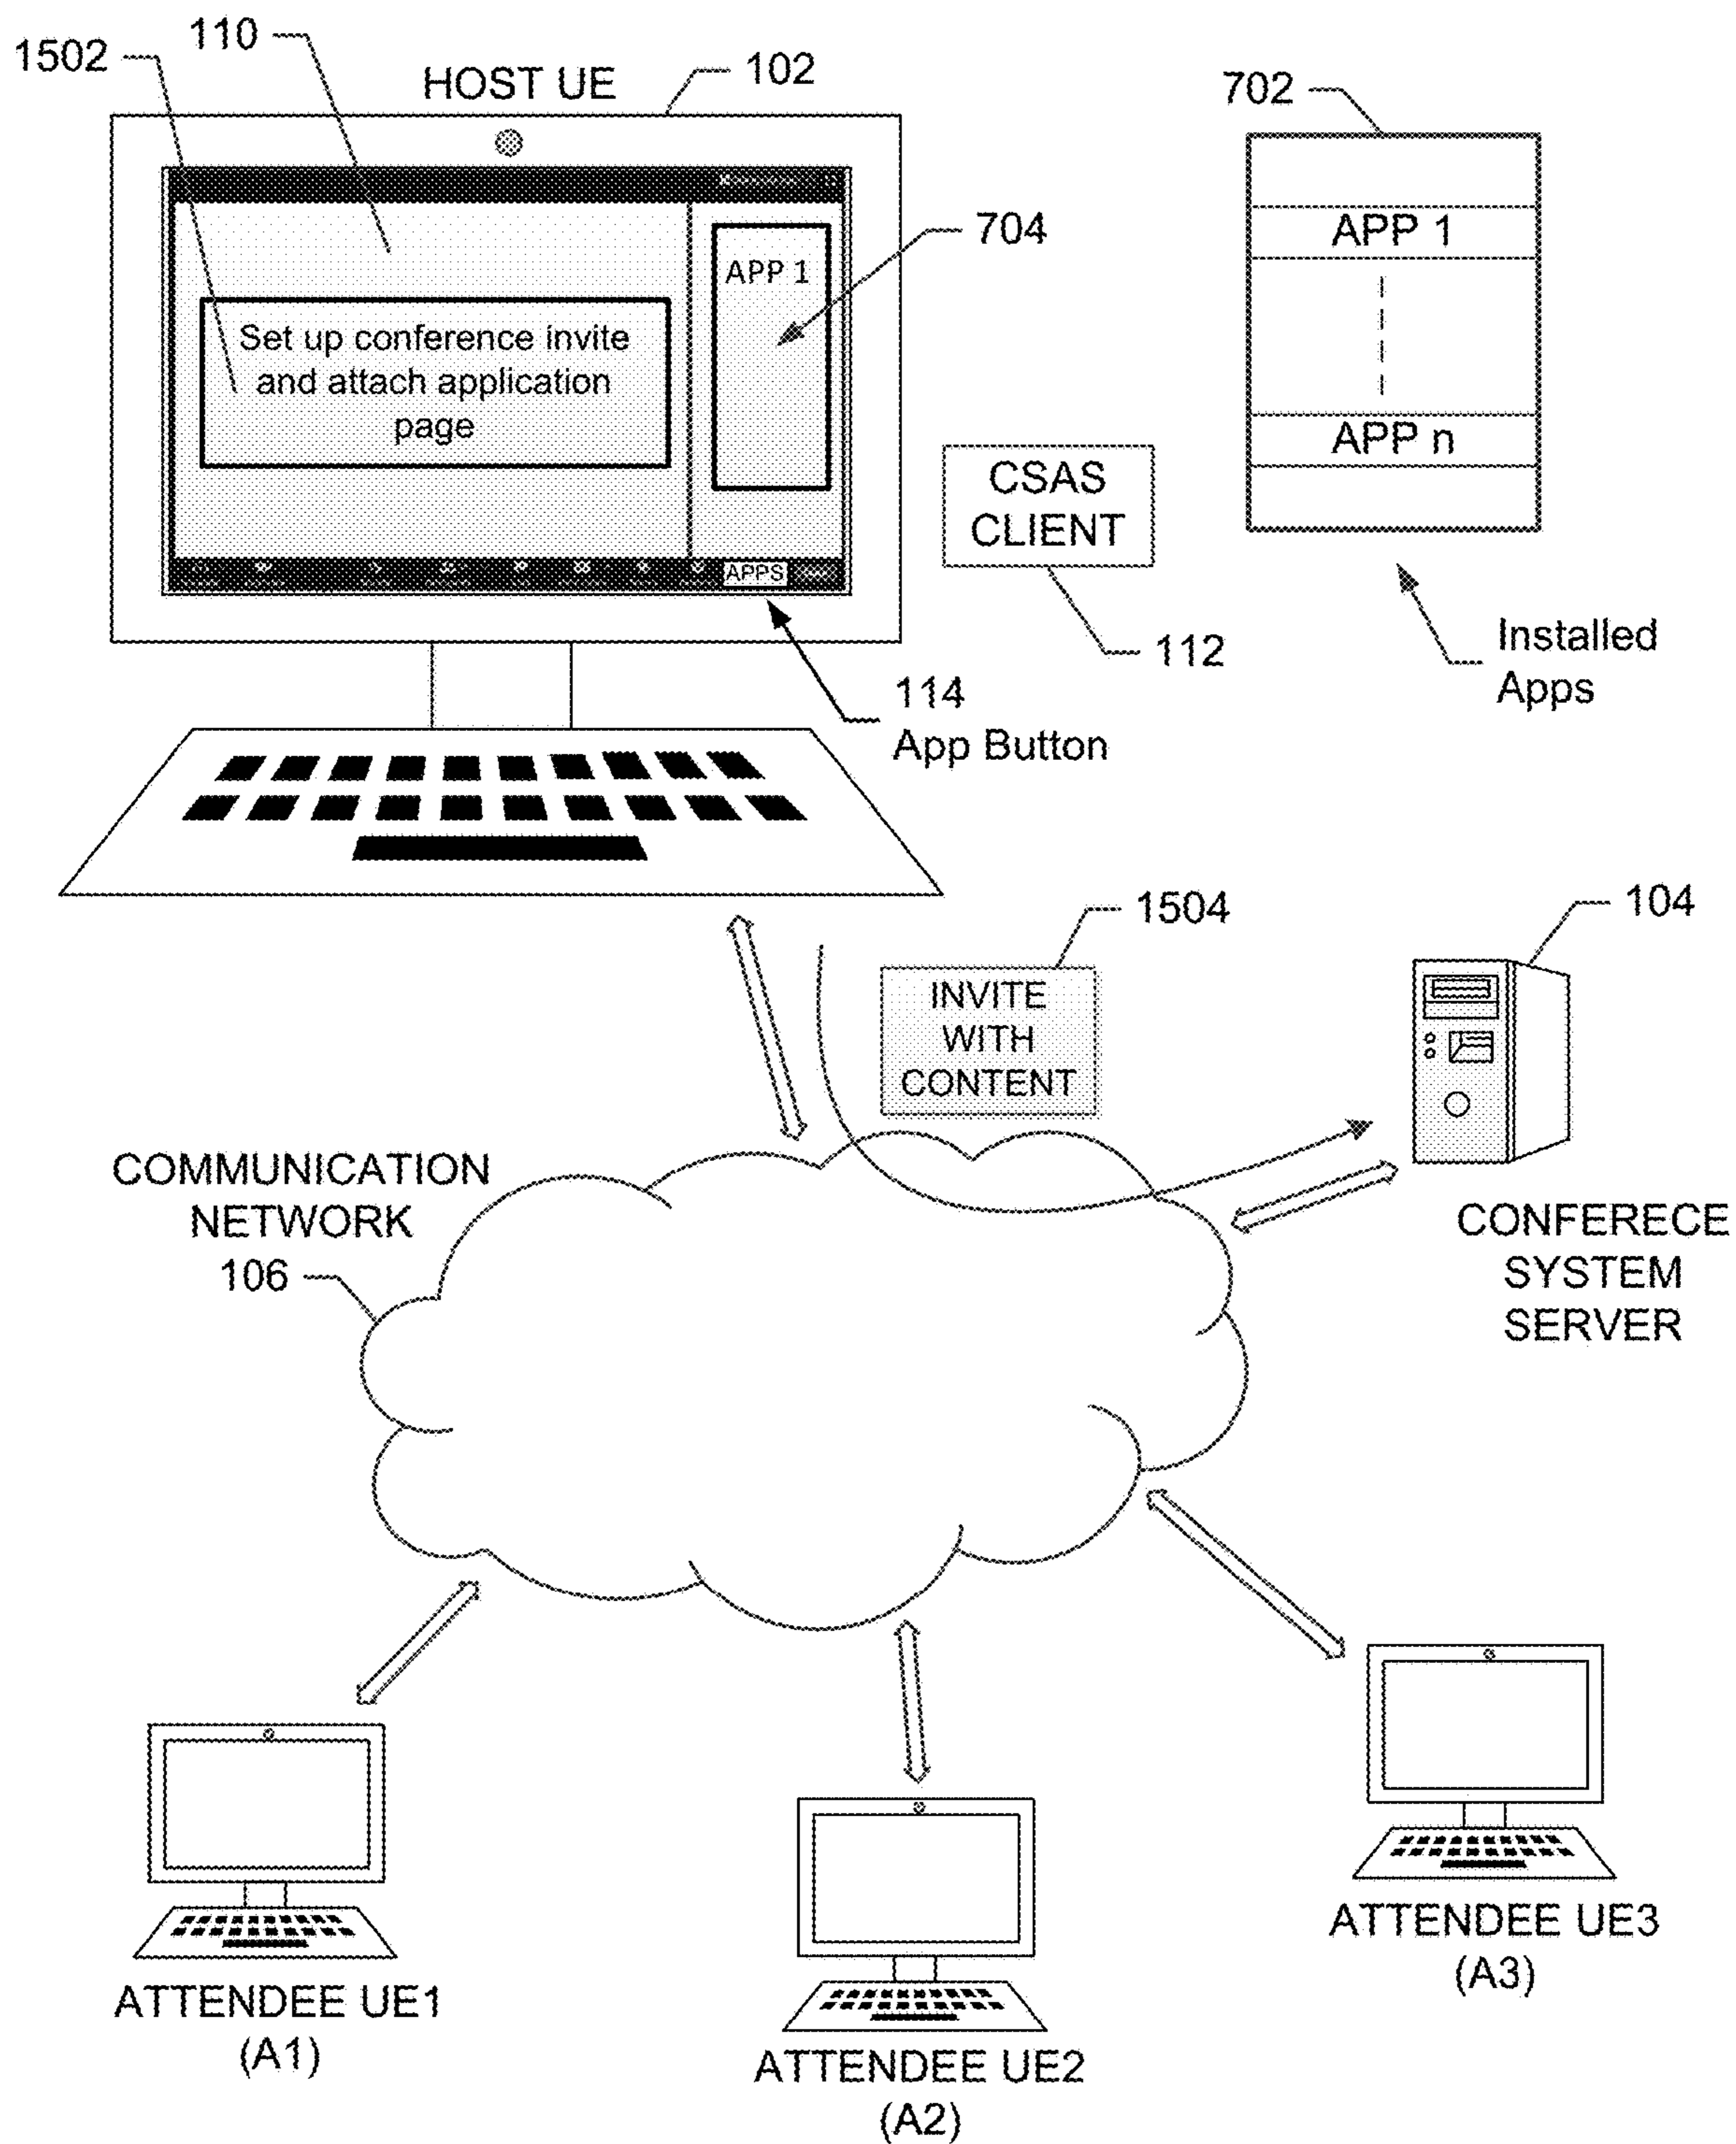 110
1502
HOST UE
102
702
704
APP 1
APP 1
Set up conference invite
and attach application
page
APP n
CSAS
CLIENT
APPS
112
Installed
Apps
114
App Button
1504
104
INVITE
WITH
CONTENT
COMMUNICATION
NETWORK
106
CONFERECE
SYSTEM
SERVER
ATTENDEE UE3
(A3)
ATTENDEE UE1
(A1)
ATTENDEE UE2
(A2)